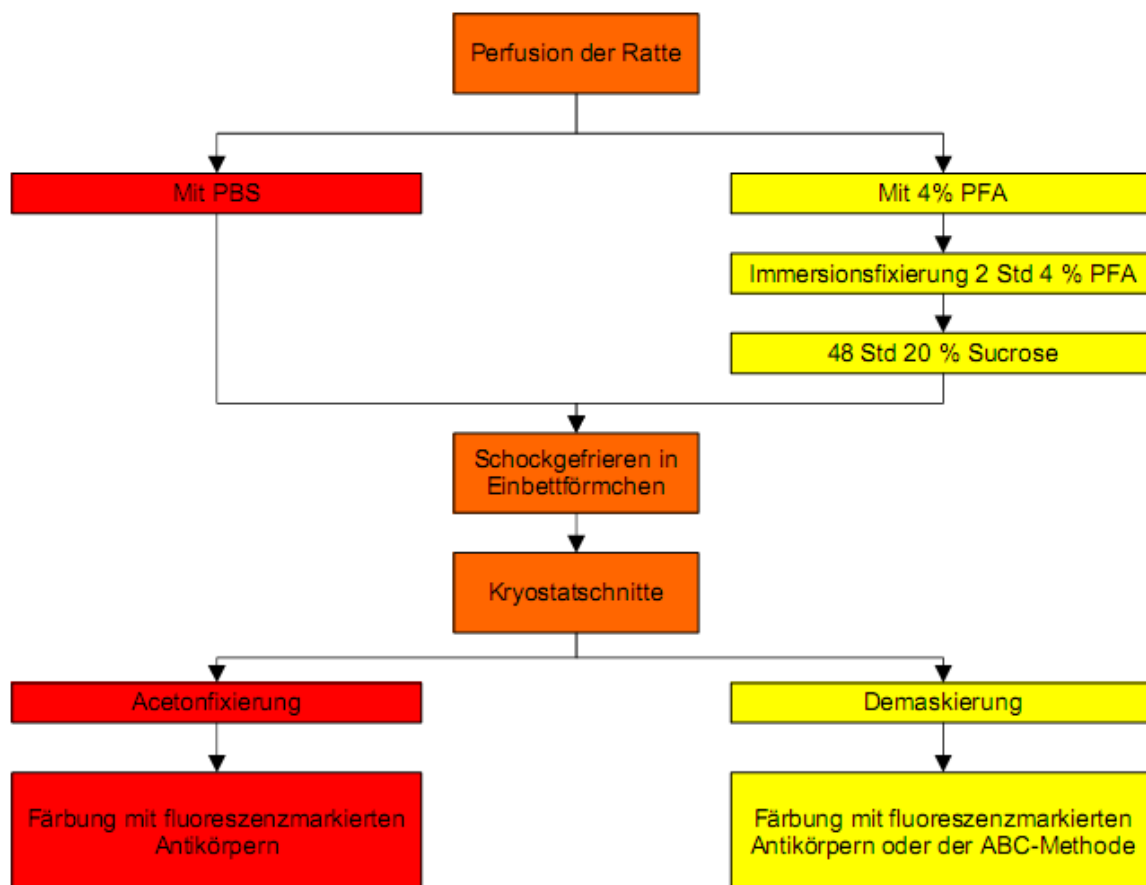 Perfusion der Ratte
Mit PBS
Mit 4% PFA
Immersionsfixierung 2 Std 4 % PFA
48 Std 20 % Sucrose
Schockgefrieren in
Einbettförmchen
Kryostatschnitte
Acetonfixierung
Demaskierung
Färbung mit fluoreszenzmarkierten
Antikörpern
Färbung mit fluoreszenzmarkierten
Antikörpern oder der ABC-Methode